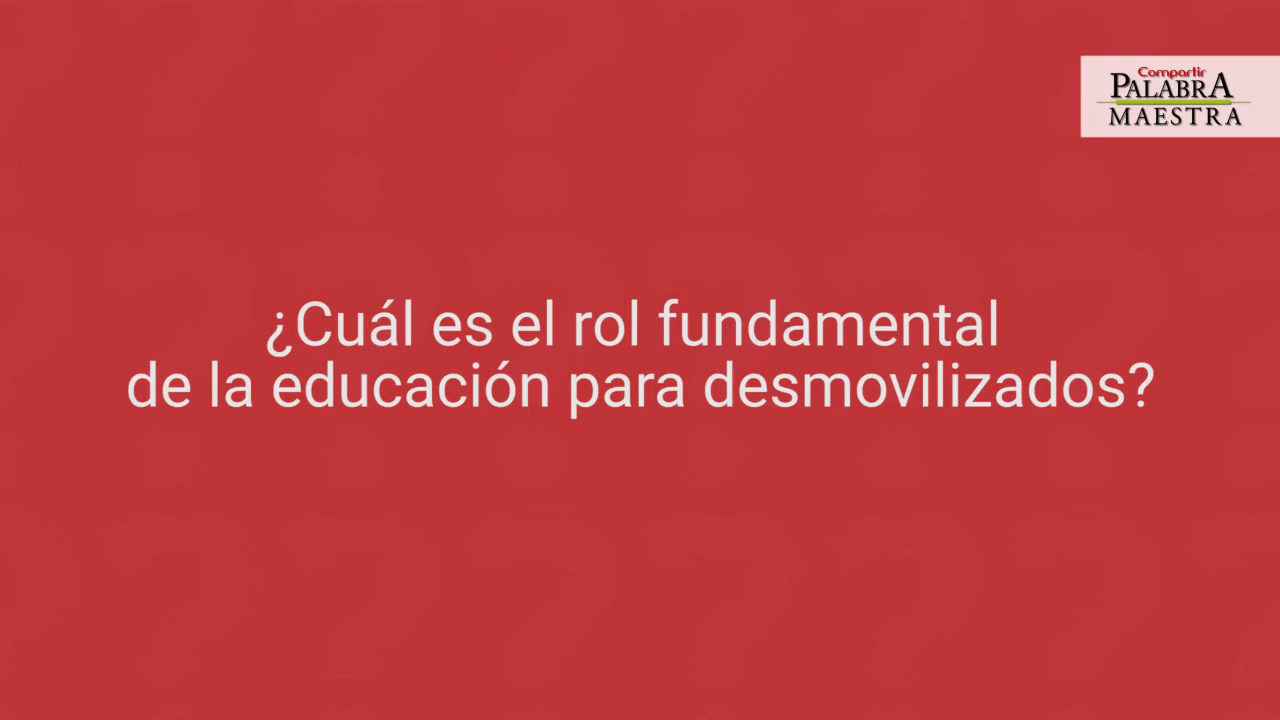 Compartir
PALABRA
MAESTRA
¿Cuál es el rol fundamental
de la educación para desmovilizados?